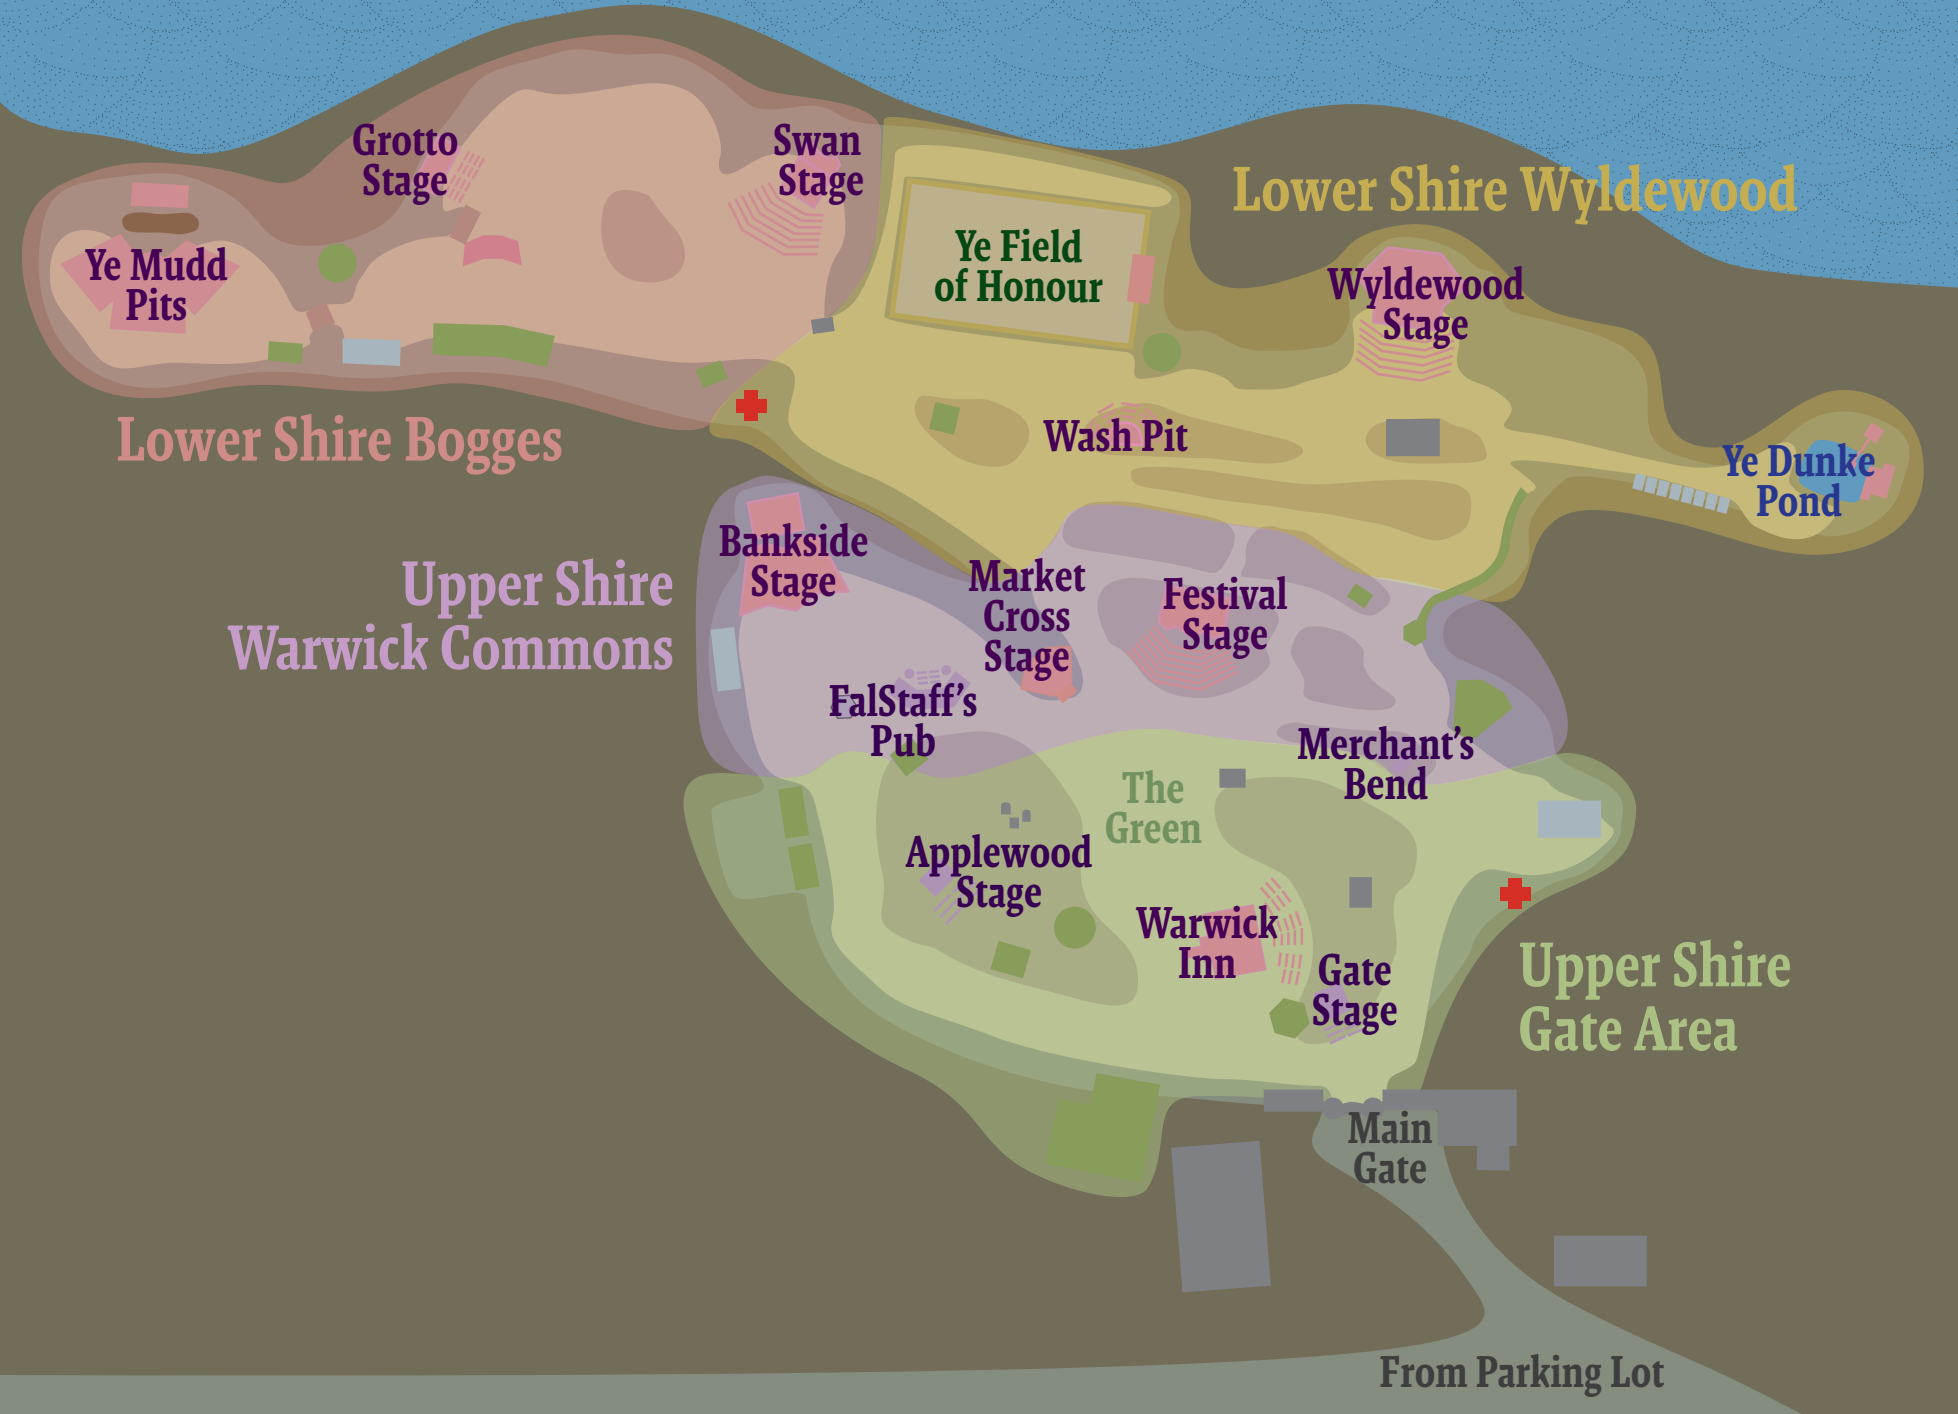 Grotto
Stage
Swan
Stage
Lower Shire Wyldewood
Ye Field
of Honour
Ye Mudd
Pits
Wyldewood
Stage
Lower Shire Bogges
Wash Pit
Ye Dunke
Pond
Bankside
Stage
Upper Shire
Warwick Commons
Market
Cross
Stage
Festival
Stage
FalStaff's
Pub
Merchant's
Bend
The
Green
Applewood
Stage
Warwick
Inn
Gate
Stage
Upper Shire
Gate Area
Main
Gate
From Parking Lot